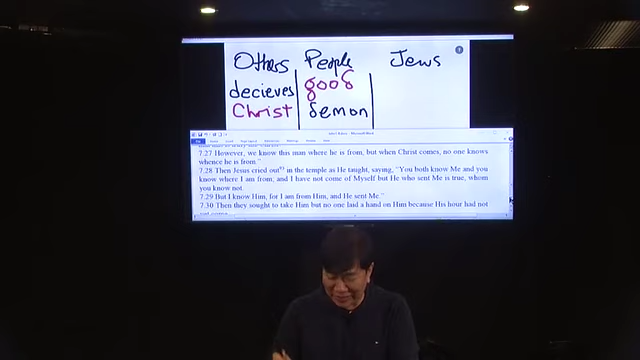 Others People Jews
decieves good
Christ demon
7.27 However, we know this man where he is from, but when Christ comes, no one knows
whence he is from."
7.28 Then Jesus cried out in the temple as He taught, saying, "You both know Me and you
know where I am from; and I have not come of Myself but He who sent Me is true, whom
you know not.
7.29 But I know Him, for I am from Him, and He sent Me."
7.30 Then they sought to take Him but no one laid a hand on Him because His hour had not